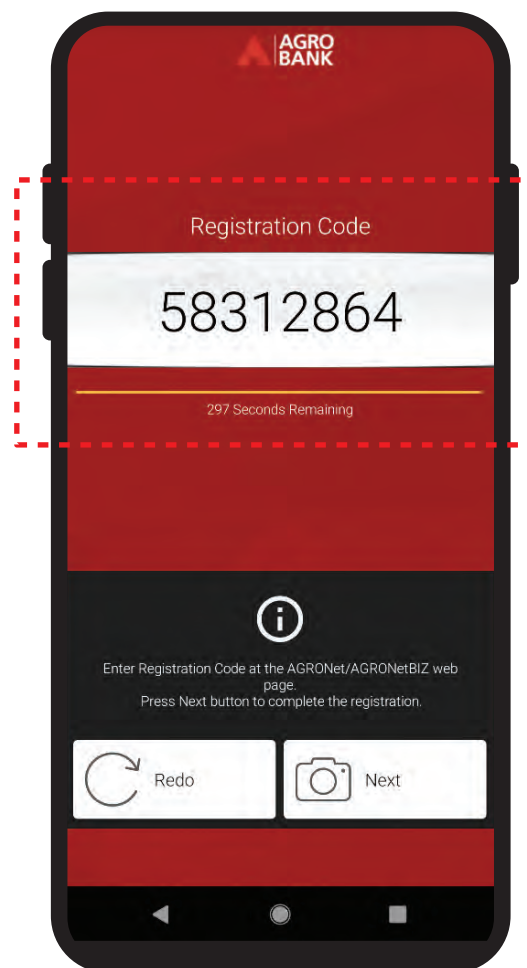 AGRO
BANK
Registration Code
58312864
297 Seconds Remaining
Enter Registration Code at the AGRONet/AGRONetBIZ web
page.
Press Next button to complete the registration.
Redo
Next